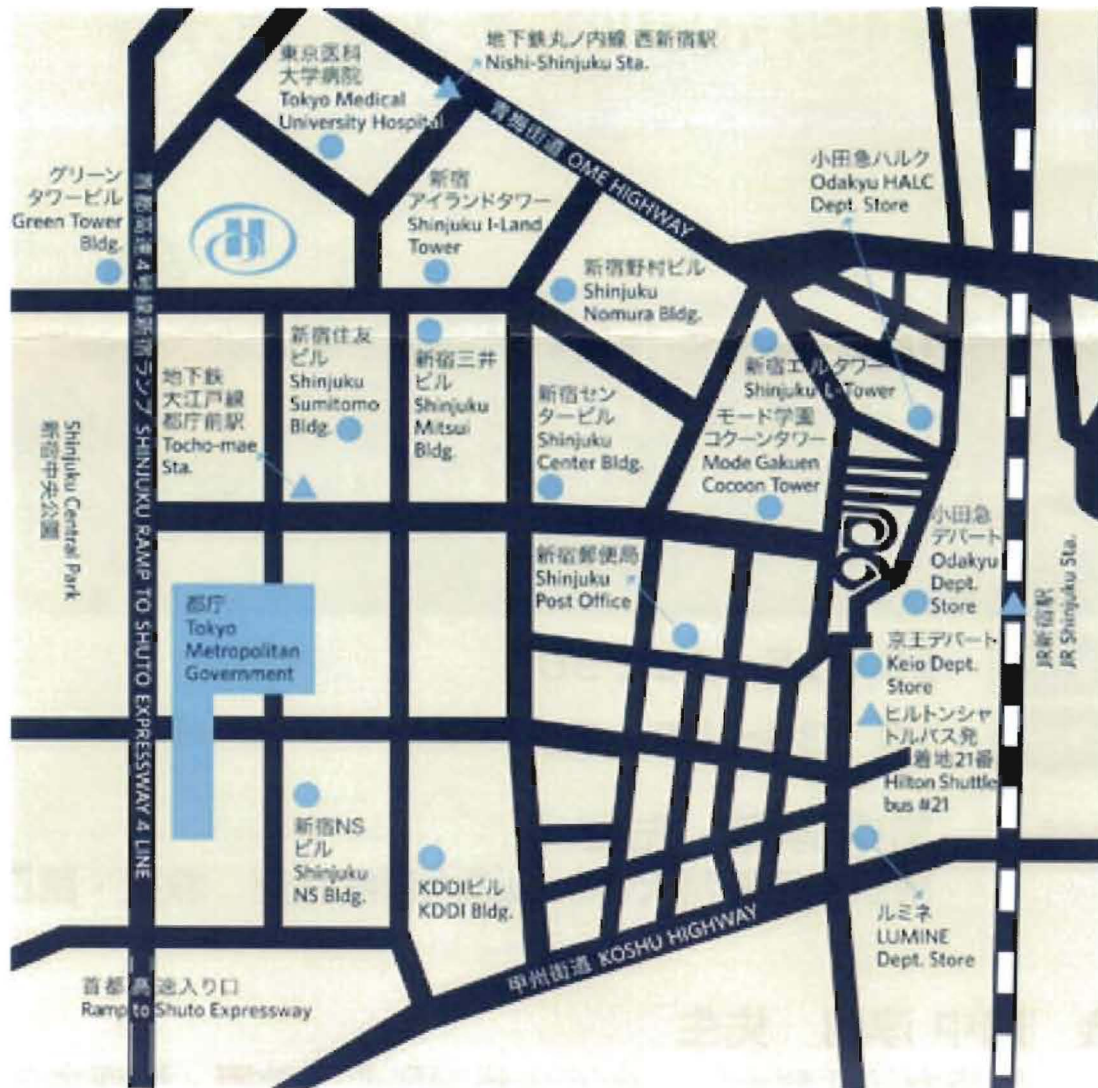 地下鉄丸ノ内線 西新宿駅
Nishi-Shinjuku Sta.
東京医科
大学病院
Tokyo Medical
University Hospital
青梅街道 OME HIGHWAY
小田急ハルク
Odakyu HALC
Dept. Store
グリーン
タワービル
Green Tower
Bldg.
H
新宿
アイランドタワー
Shinjuku I-Land
Tower
新宿野村ビル
Shinjuku
Nomura Bldg.
首都高速4号線新宿ランプ SHINJUKU RAMP TO SHUTO EXPRESSWAY 4 LINE
地下鉄
大江戸線
都庁前駅
Tocho-mae
Sta.
新宿住友
ビル
Shinjuku
Sumitomo
Bldg.
新宿三井
ビル
Shinjuku
Mitsui
Bldg.
新宿セン
タービル
Shinjuku
Center Bldg.
新宿エルタワー
Shinjuku L-Tower
モード学園
コクーンタワー
Mode Gakuen
Cocoon Tower
Shinjuku Central Park
新宿中央公園
小田急
デパート
Odakyu
Dept.
Store
新宿郵便局
Shinjuku
Post Office
JR新宿駅
JR Shinjuku Sta.
都庁
Tokyo
Metropolitan
Government
京王デパート
Keio Dept.
Store
ヒルトンシャ
トルバス発
着地21番
Hilton Shuttle
bus #21
新宿NS
ビル
Shinjuku
NS Bldg.
KDDIビル
KDDI Bldg.
ルミネ
LUMINE
Dept. Store
甲州街道 KOSHU HIGHWAY
首都高速入り口
Ramp to Shuto Expressway